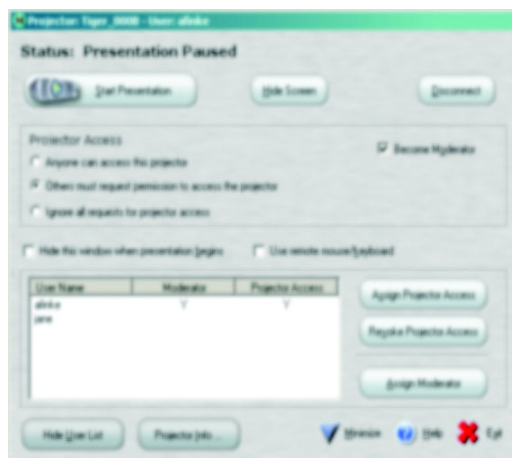 Projector: Tiger_0008 - User: alinke
Status: Presentation Paused
Start Presentation
Hide Screen
Disconnect
Projector Access
Become Moderator
Anyone can access this projector
Others must request permission to access the projector
Ignore all requests for projector access
Hide this window when presentation begins
Use remote mouse/keyboard
User Name Moderator Projector Access
alinke Y Y
jane
Assign Projector Access
Revoke Projector Access
Assign Moderator
Hide User List
Projector Info ...
Minimize
Help
Exit